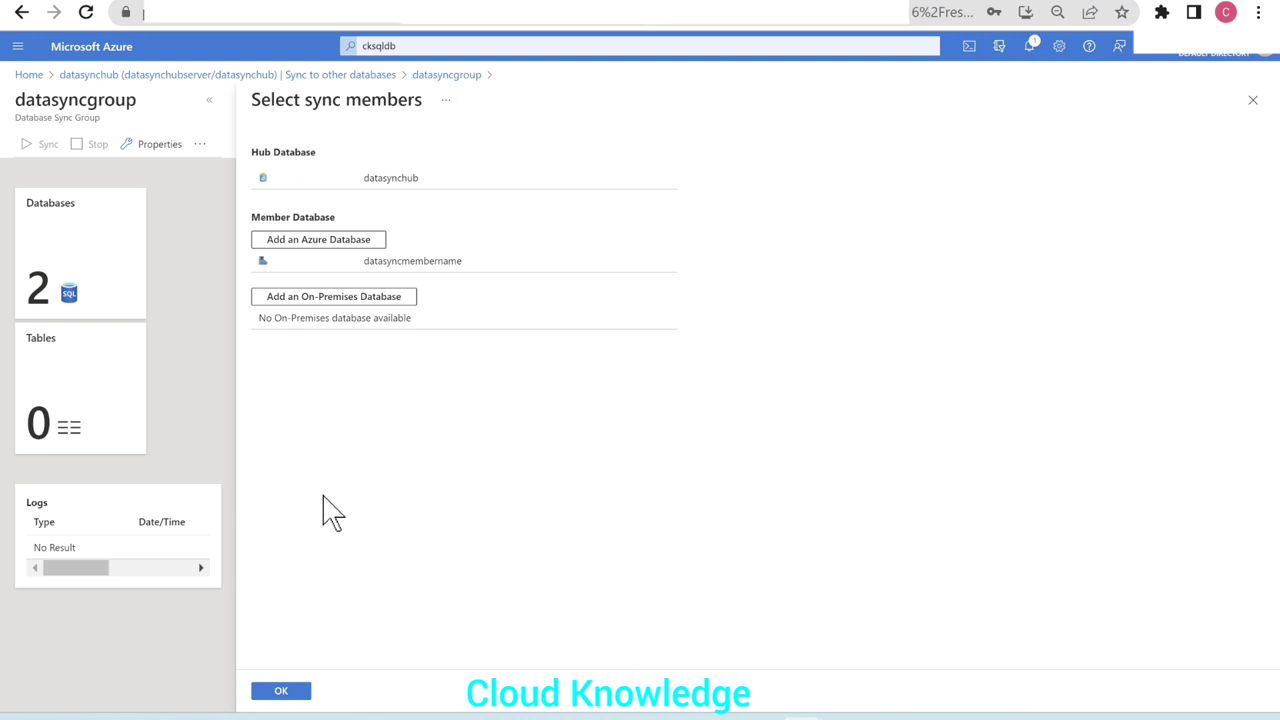 6%2Fres...
C
Microsoft Azure
cksqldb
1
Home > datasynchub (datasynchubserver/datasynchub) | Sync to other databases > datasyncgroup >
datasyncgroup
«
Database Sync Group
Sync Stop Properties ...
Select sync members ...
Hub Database
datasynchub
Member Database
Add an Azure Database
datasyncmembername
Add an On-Premises Database
No On-Premises database available
Databases
2 SQL
Tables
0
Logs
Type Date/Time
No Result
OK
Cloud Knowledge